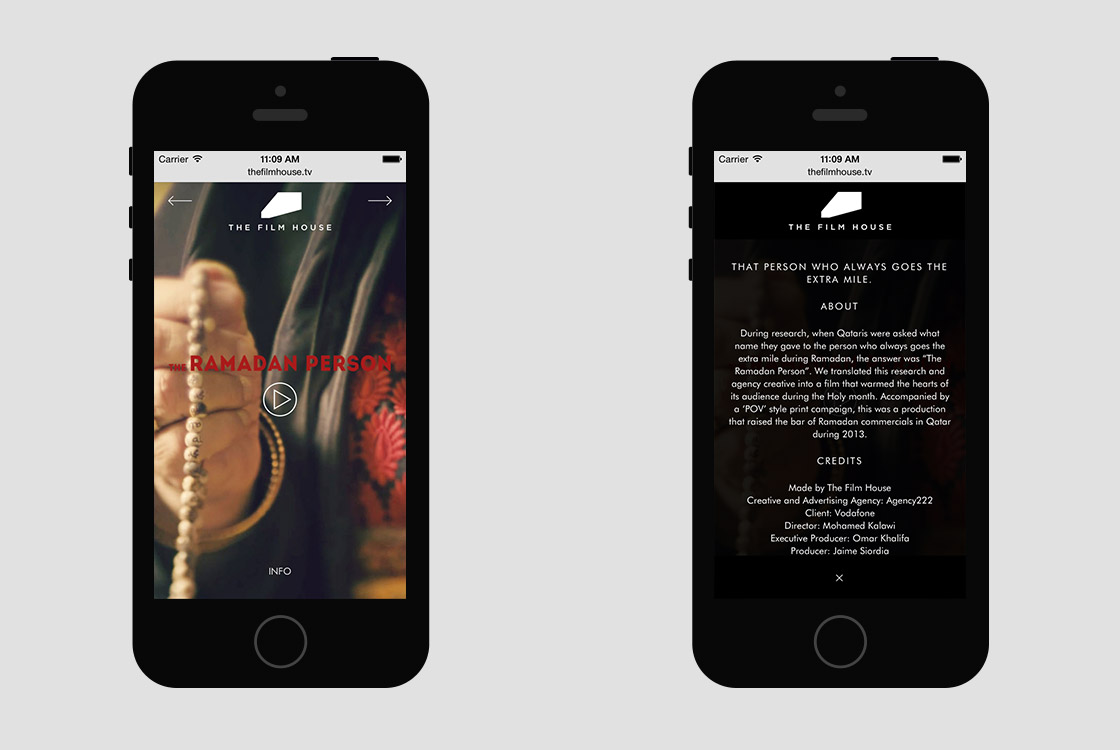 Carrier 11:09 AM
thefilmhouse.tv
THE FILM HOUSE
THE RAMADAN PERSON
INFO
Carrier 11:09 AM
thefilmhouse.tv
THE FILM HOUSE
THAT PERSON WHO ALWAYS GOES THE
EXTRA MILE.
ABOUT
During research, when Qataris were asked what
name they gave to the person who always goes the
extra mile during Ramadan, the answer was “The
Ramadan Person”. We translated this research and
agency creative into a film that warmed the hearts of
its audience during the Holy month. Accompanied by
a ‘POV’ style print campaign, this was a production
that raised the bar of Ramadan commercials in Qatar
during 2013.
CREDITS
Made by The Film House
Creative and Advertising Agency: Agency222
Client: Vodafone
Director: Mohamed Kalawi
Executive Producer: Omar Khalifa
Producer: Jaime Siordia